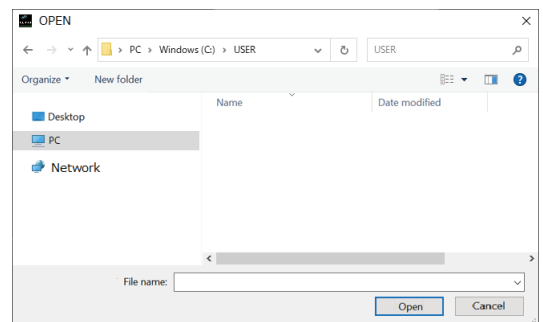 OPEN
PC > Windows (C:) > USER
USER
Organize
New folder
Name
Date modified
Desktop
PC
Network
File name:
Open
Cancel